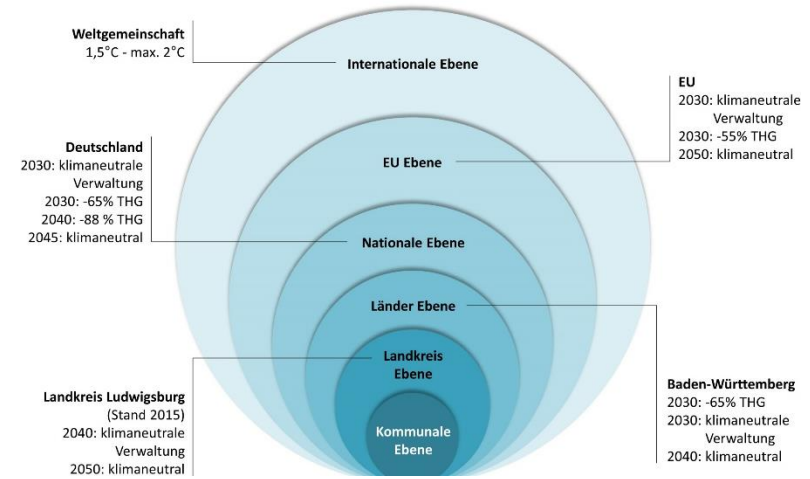 Weltgemeinschaft
1,5°C - max. 2°C
Internationale Ebene
EU
2030: klimaneutrale
Verwaltung
2030: -55% THG
2050: klimaneutral
Deutschland
2030: klimaneutrale
Verwaltung
2030: -65% THG
2040: -88 % THG
2045: klimaneutral
EU Ebene
Nationale Ebene
Länder Ebene
Landkreis
Ebene
Kommunale
Ebene
Landkreis Ludwigsburg
(Stand 2015)
2040: klimaneutrale
Verwaltung
2050: klimaneutral
Baden-Württemberg
2030: -65% THG
2030: klimaneutrale
Verwaltung
2040: klimaneutral